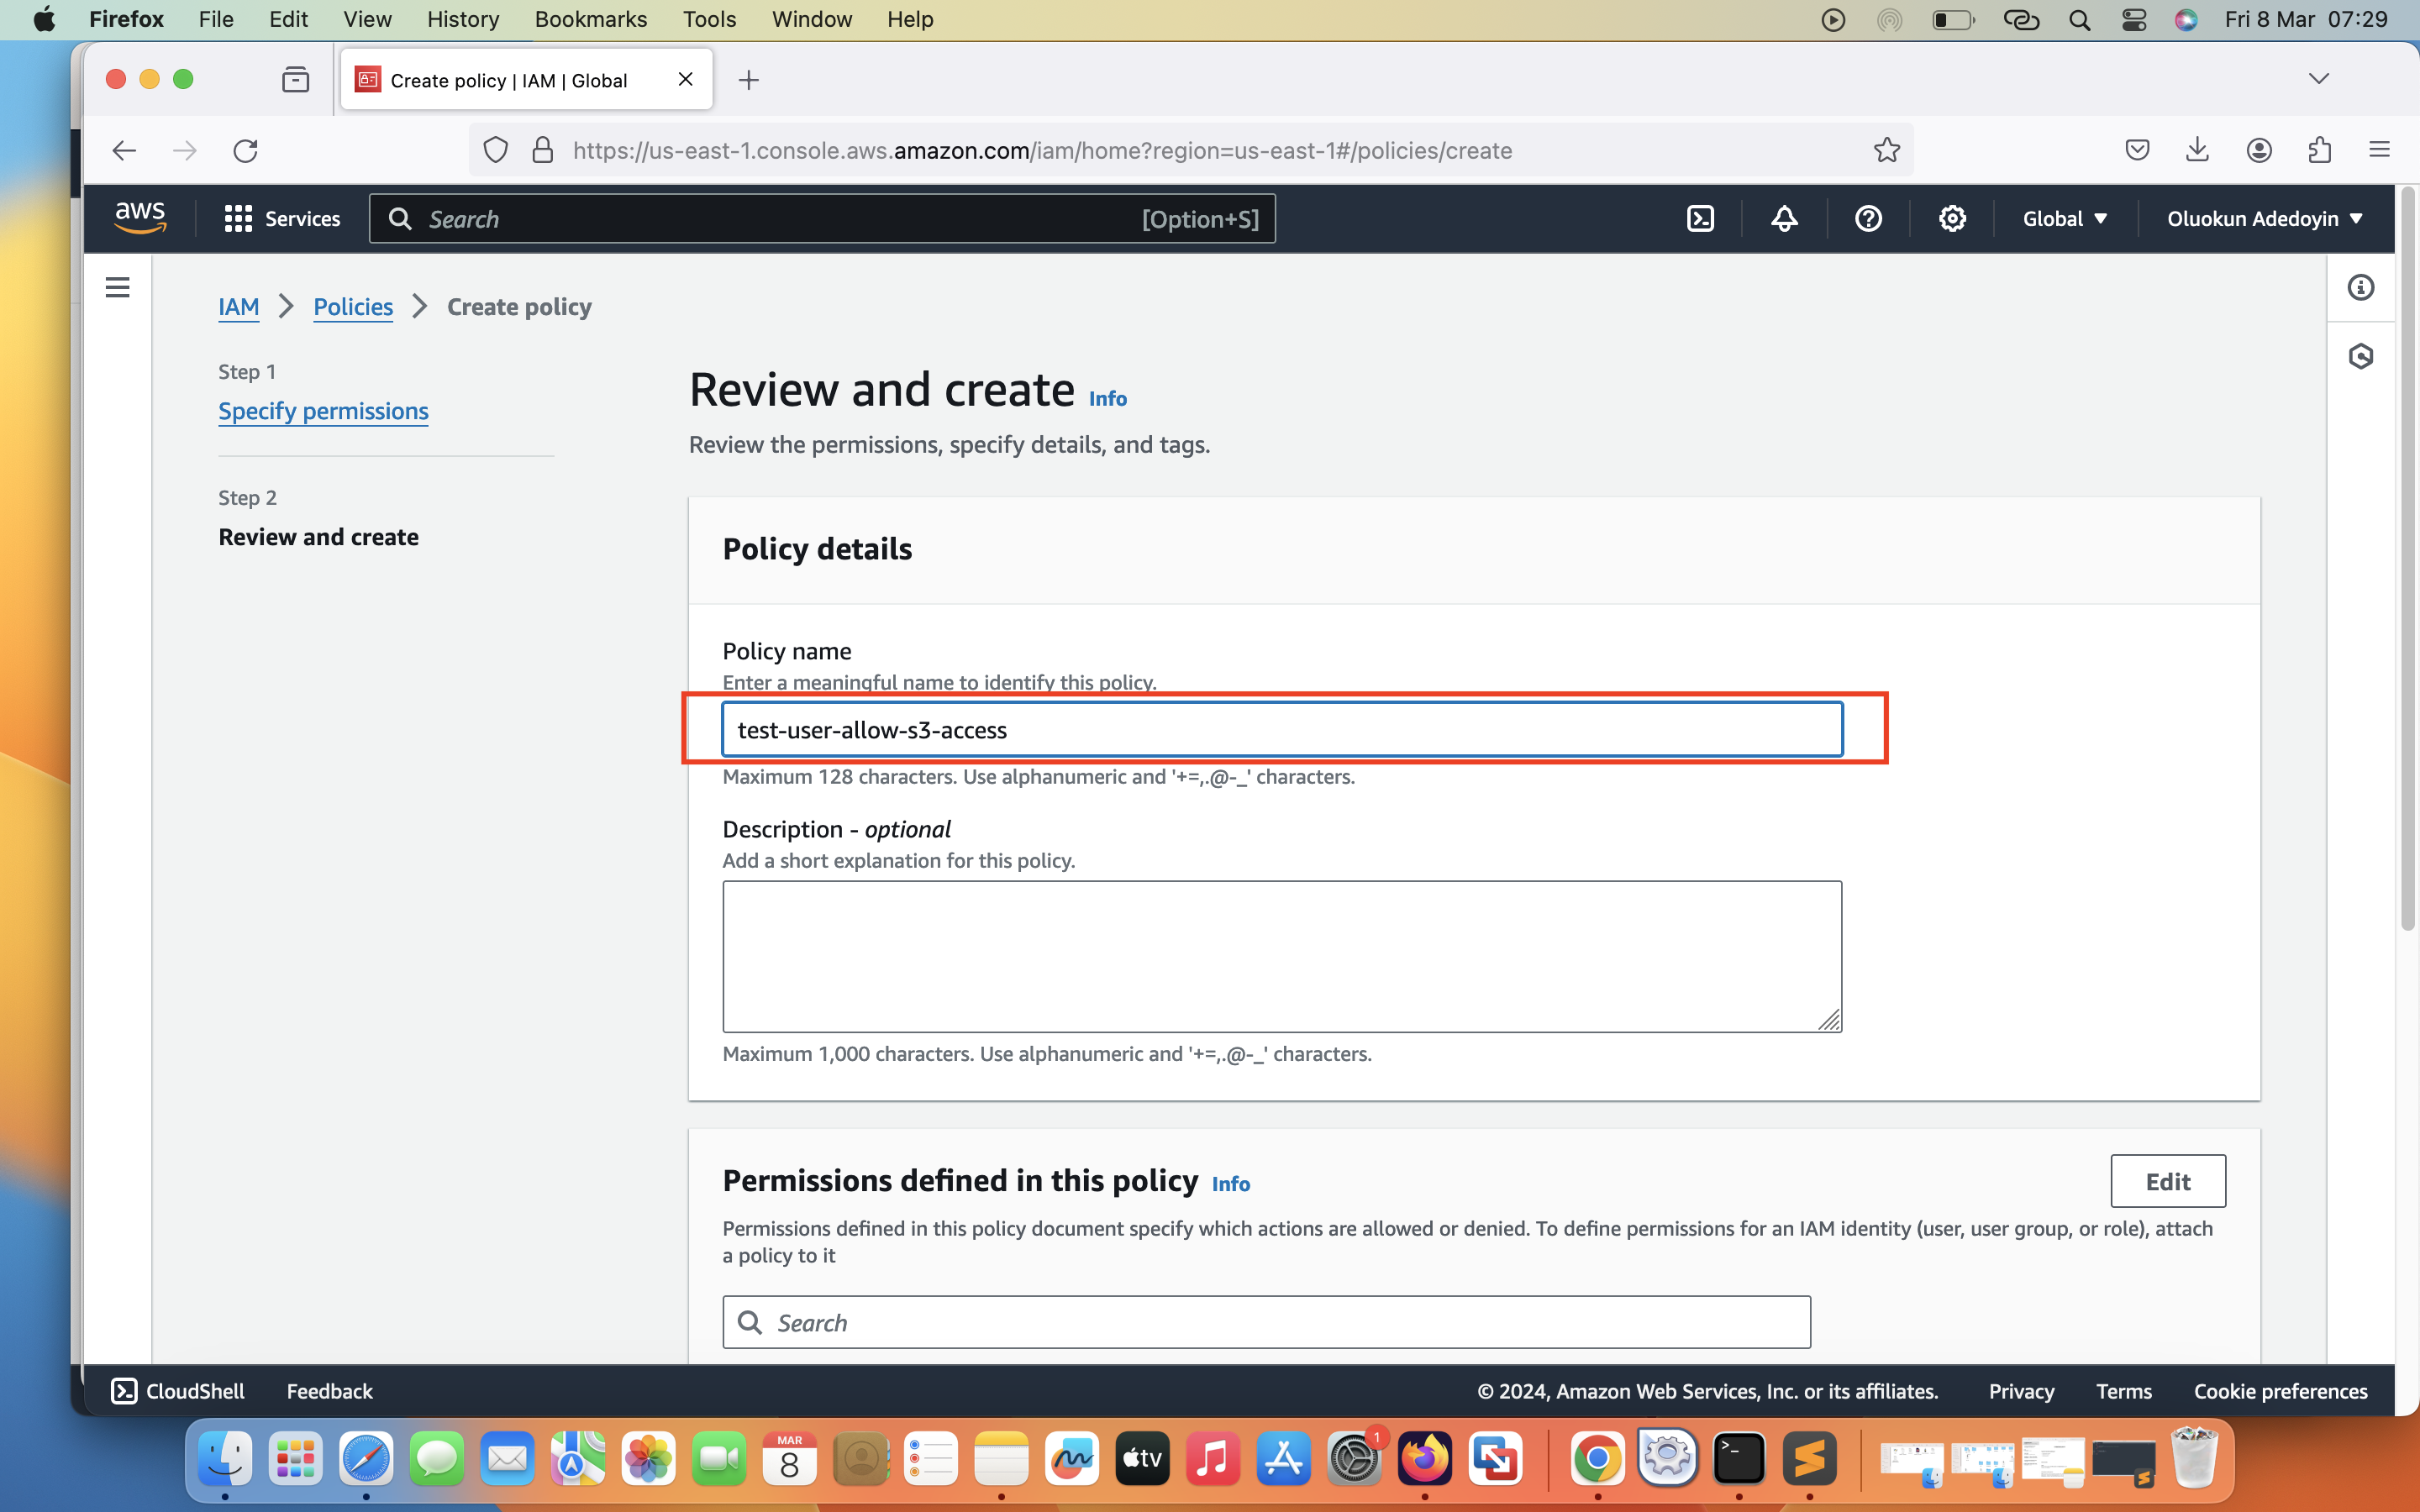 Firefox File Edit View History Bookmarks Tools Window Help Fri 8 Mar 07:29
Create policy | IAM | Global
https://us-east-1.console.aws.amazon.com/iam/home?region=us-east-1#/policies/create
aws Services Search [Option+S] Global Oluokun Adedoyin
IAM Policies Create policy
Step 1
Specify permissions
Step 2
Review and create
Review and create Info
Review the permissions, specify details, and tags.
Policy details
Policy name
Enter a meaningful name to identify this policy.
test-user-allow-s3-access
Maximum 128 characters. Use alphanumeric and '+=,.@-_' characters.
Description - optional
Add a short explanation for this policy.
Maximum 1,000 characters. Use alphanumeric and '+=,.@-_' characters.
Permissions defined in this policy Info
Edit
Permissions defined in this policy document specify which actions are allowed or denied. To define permissions for an IAM identity (user, user group, or role), attach
a policy to it
Search
CloudShell Feedback © 2024, Amazon Web Services, Inc. or its affiliates. Privacy Terms Cookie preferences
MAR
8
tv
1
>_